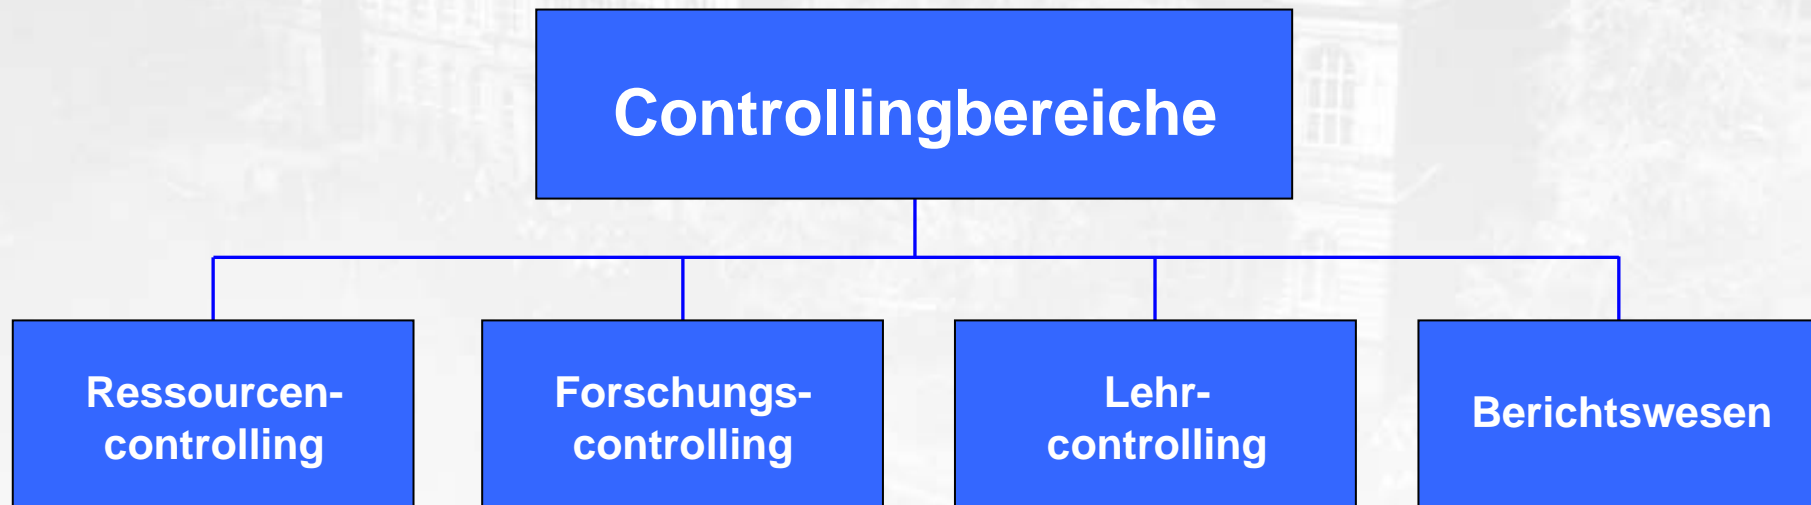 Controllingbereiche
Ressourcen-
controlling
Forschungs-
controlling
Lehr-
controlling
Berichtswesen